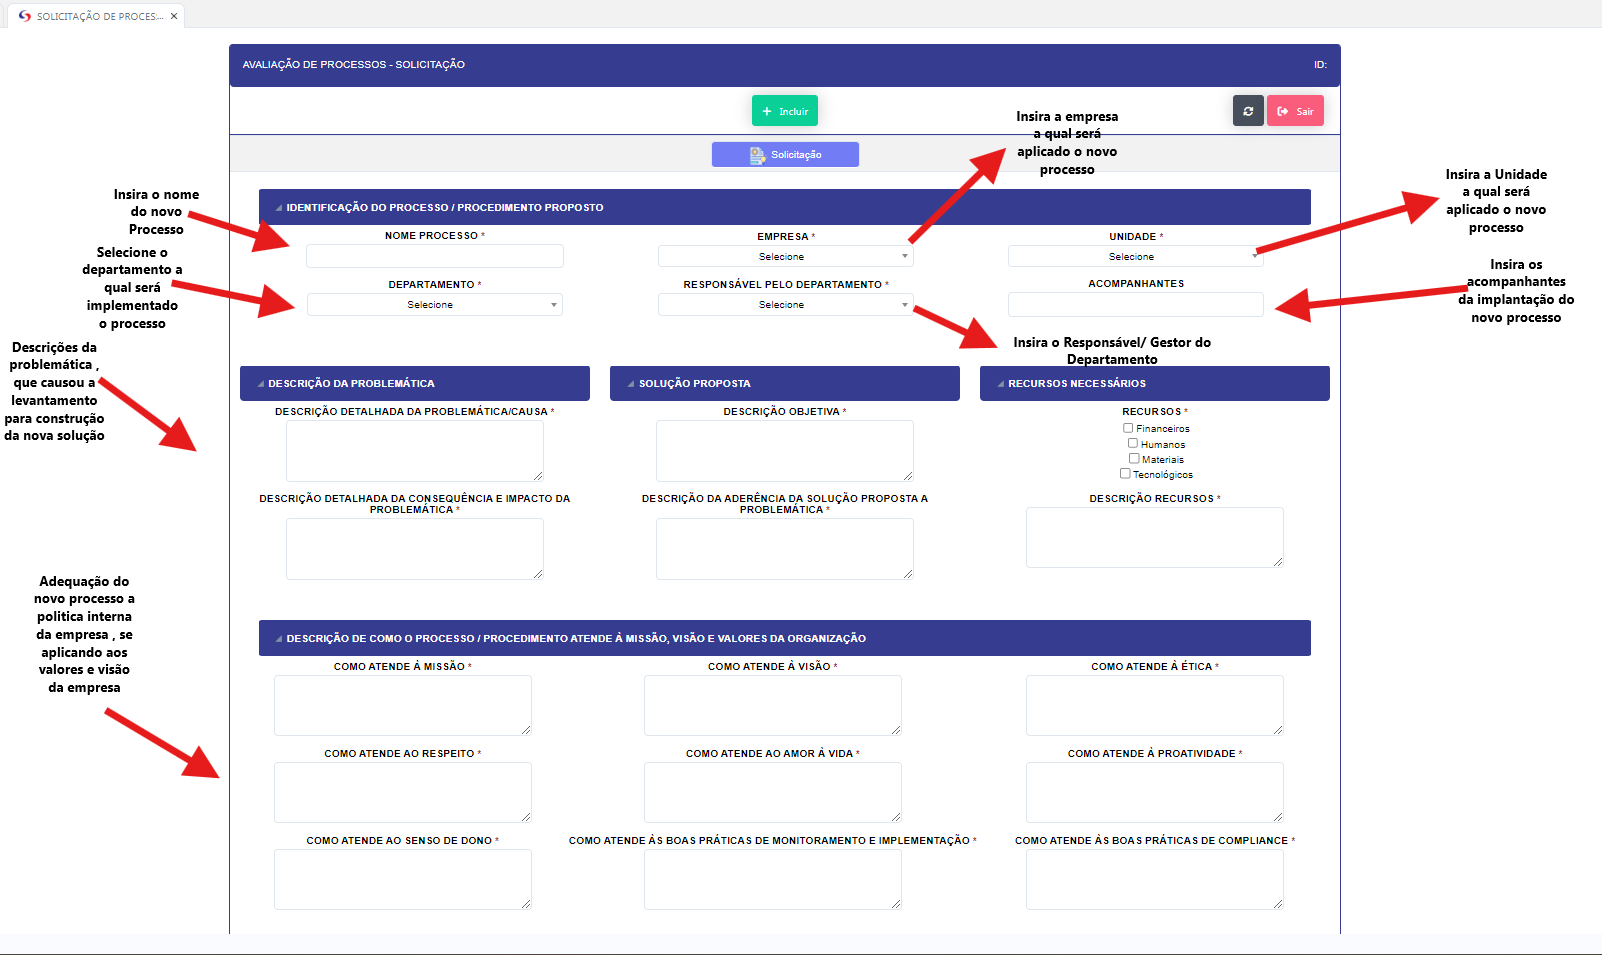 SOLICITAÇÃO DE PROCES:...
AVALIAÇÃO DE PROCESSOS - SOLICITAÇÃO
ID:
Incluir
Sair
Solicitação
Insira a empresa
a qual será
aplicado o novo
processo
Insira o nome
do novo
Processo
Insira a Unidade
a qual será
aplicado o novo
processo
IDENTIFICAÇÃO DO PROCESSO / PROCEDIMENTO PROPOSTO
NOME PROCESSO *
EMPRESA *
Selecione
UNIDADE *
Selecione
Selecione o
departamento a
qual será
implementado
o processo
DEPARTAMENTO *
Selecione
RESPONSÁVEL PELO DEPARTAMENTO *
Selecione
ACOMPANHANTES
Insira os
acompanhantes
da implantação do
novo processo
Insira o Responsável/ Gestor do
Departamento
Descrições da
problemática ,
que causou a
levantamento
para construção
da nova solução
DESCRIÇÃO DA PROBLEMÁTICA
DESCRIÇÃO DETALHADA DA PROBLEMÁTICA/CAUSA *
DESCRIÇÃO DETALHADA DA CONSEQUÊNCIA E IMPACTO DA
PROBLEMÁTICA *
SOLUÇÃO PROPOSTA
DESCRIÇÃO OBJETIVA *
DESCRIÇÃO DA ADERÊNCIA DA SOLUÇÃO PROPOSTA A
PROBLEMÁTICA *
RECURSOS NECESSÁRIOS
RECURSOS *
Financeiros
Humanos
Materiais
Tecnológicos
DESCRIÇÃO RECURSOS *
Adequação do
novo processo a
politica interna
da empresa , se
aplicando aos
valores e visão
da empresa
DESCRIÇÃO DE COMO O PROCESSO / PROCEDIMENTO ATENDE À MISSÃO, VISÃO E VALORES DA ORGANIZAÇÃO
COMO ATENDE À MISSÃO *
COMO ATENDE À VISÃO *
COMO ATENDE À ÉTICA *
COMO ATENDE AO RESPEITO *
COMO ATENDE AO AMOR À VIDA *
COMO ATENDE À PROATIVIDADE *
COMO ATENDE AO SENSO DE DONO *
COMO ATENDE ÀS BOAS PRÁTICAS DE MONITORAMENTO E IMPLEMENTAÇÃO *
COMO ATENDE ÀS BOAS PRÁTICAS DE COMPLIANCE *